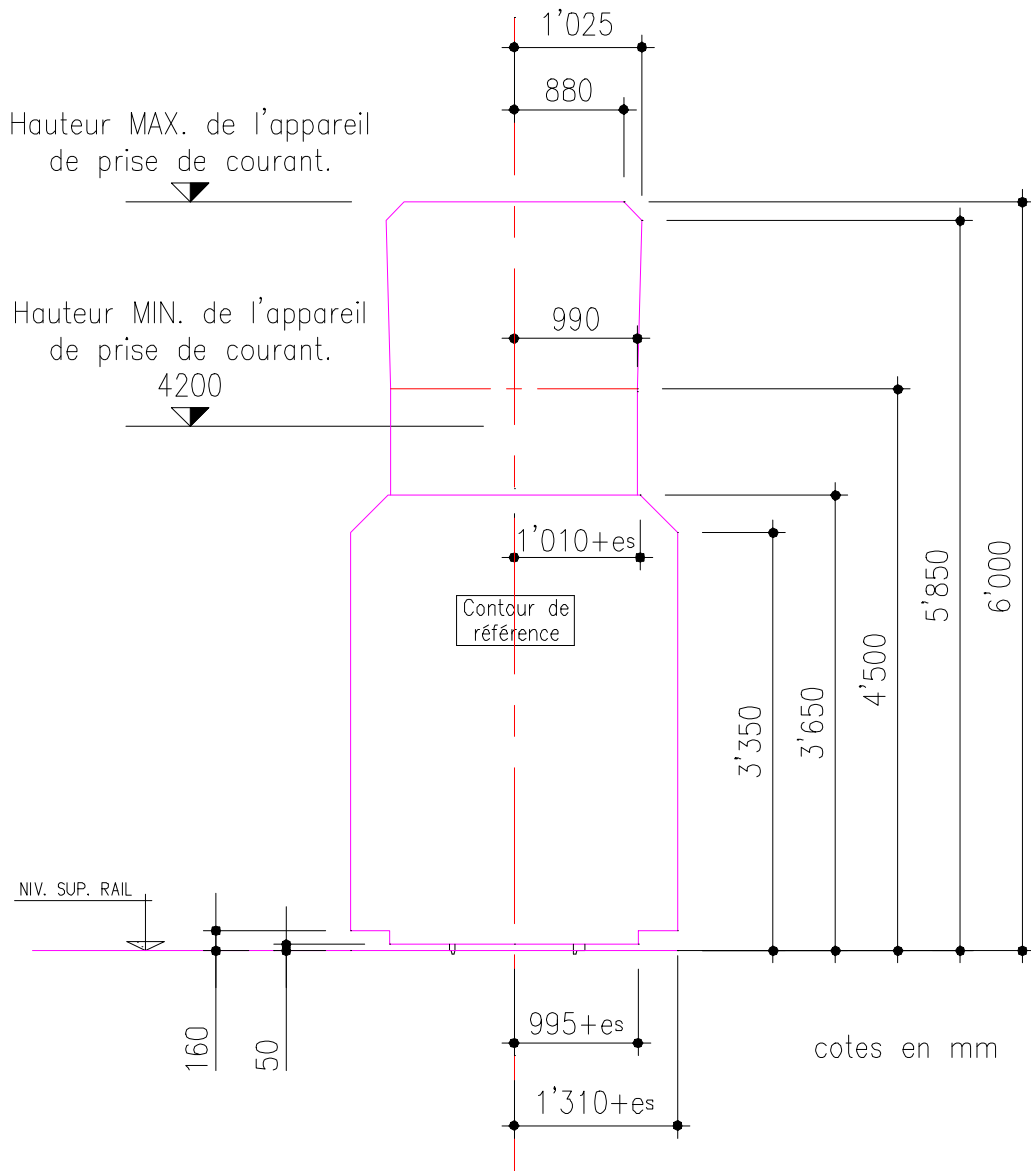 1'025
880
Hauteur MAX. de l'appareil
de prise de courant.
Hauteur MIN. de l'appareil
de prise de courant.
4200
990
1'010+es
Contour de
référence
3'350
3'650
4'500
5'850
6'000
NIV. SUP. RAIL
160
50
995+es
1'310+es
cotes en mm